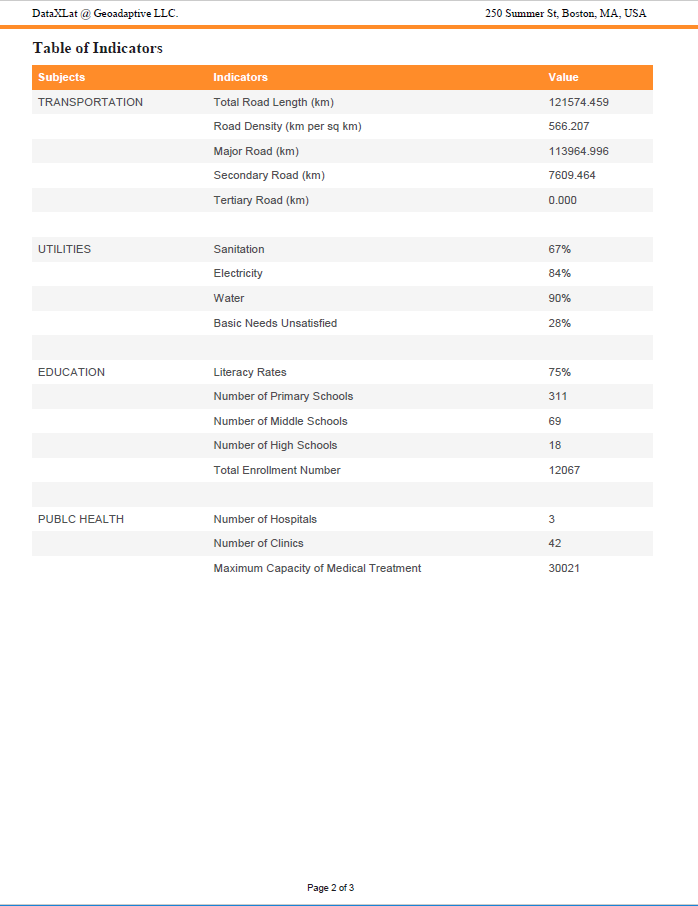 DataXLat @ Geoadaptive LLC. 250 Summer St, Boston, MA, USA
Table of Indicators
Subjects Indicators Value
TRANSPORTATION Total Road Length (km) 121574.459
Road Density (km per sq km) 566.207
Major Road (km) 113964.996
Secondary Road (km) 7609.464
Tertiary Road (km) 0.000
UTILITIES Sanitation 67%
Electricity 84%
Water 90%
Basic Needs Unsatisfied 28%
EDUCATION Literacy Rates 75%
Number of Primary Schools 311
Number of Middle Schools 69
Number of High Schools 18
Total Enrollment Number 12067
PUBLC HEALTH Number of Hospitals 3
Number of Clinics 42
Maximum Capacity of Medical Treatment 30021
Page 2 of 3